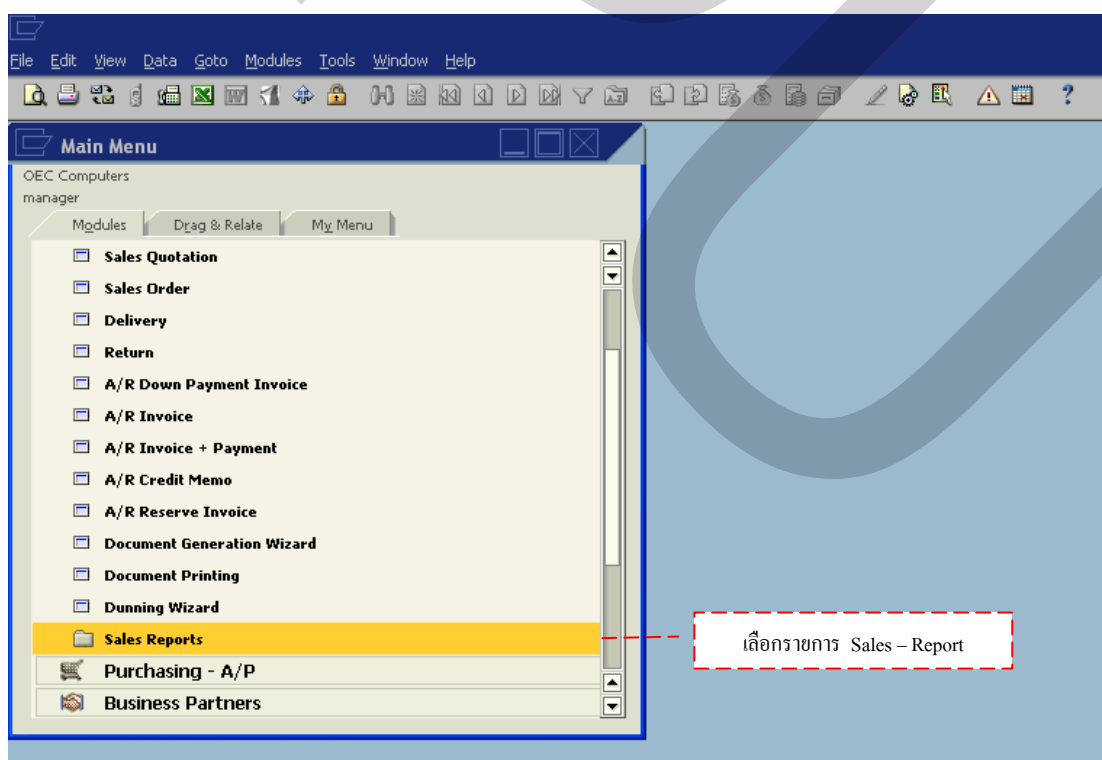 File Edit View Data Goto Modules Tools Window Help
Main Menu
OEC Computers
manager
Modules Drag & Relate My Menu
Sales Quotation
Sales Order
Delivery
Return
A/R Down Payment Invoice
A/R Invoice
A/R Invoice + Payment
A/R Credit Memo
A/R Reserve Invoice
Document Generation Wizard
Document Printing
Dunning Wizard
Sales Reports
เลือกรายการ Sales – Report
Purchasing - A/P
Business Partners